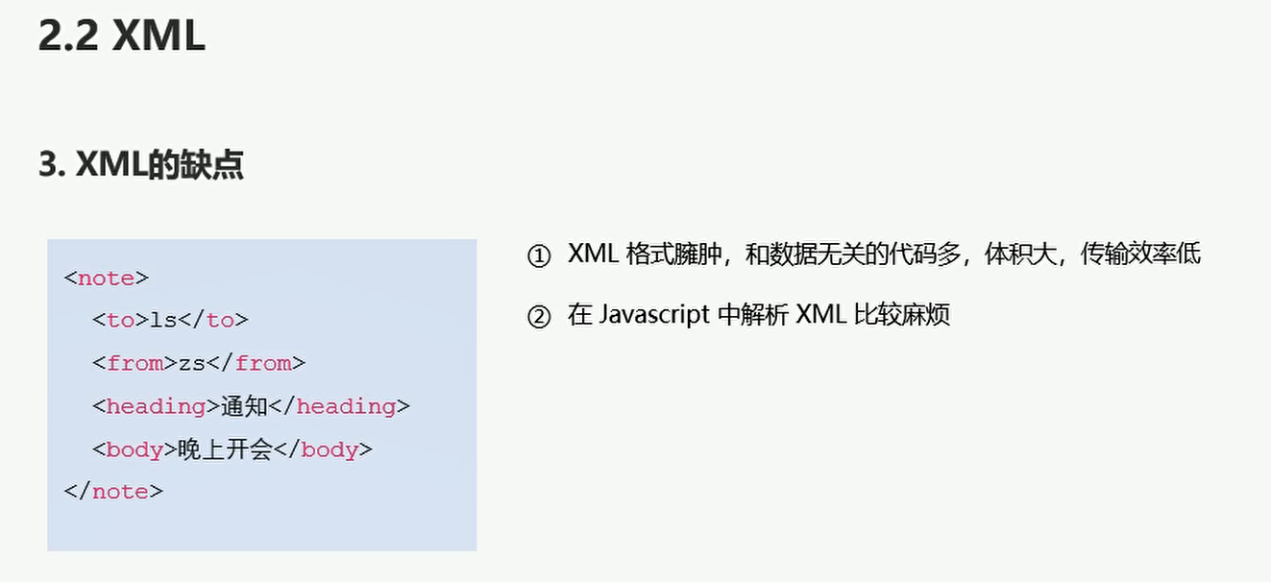 2.2 XML
3. XML的缺点
<note>
<to>ls</to>
<from>zs</from>
<heading>通知</heading>
<body>晚上开会</body>
</note>
① XML 格式臃肿，和数据无关的代码多，体积大，传输效率低
② 在 Javascript 中解析 XML 比较麻烦